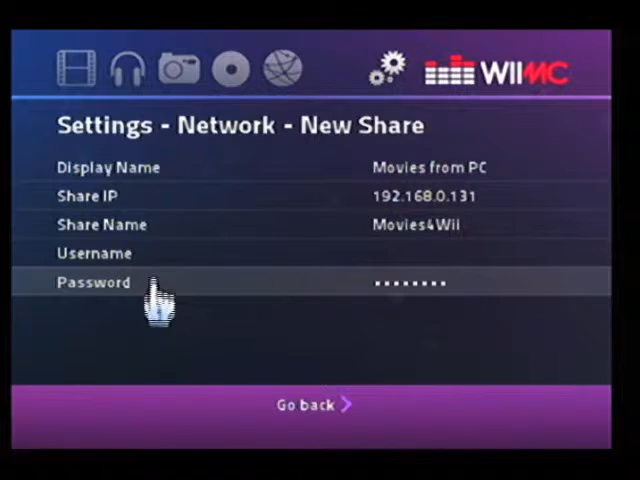 WIIMC
Settings - Network - New Share
Display Name Movies from PC
Share IP 192.168.0.131
Share Name Movies4Wii
Username
Password ••••••••
Go back